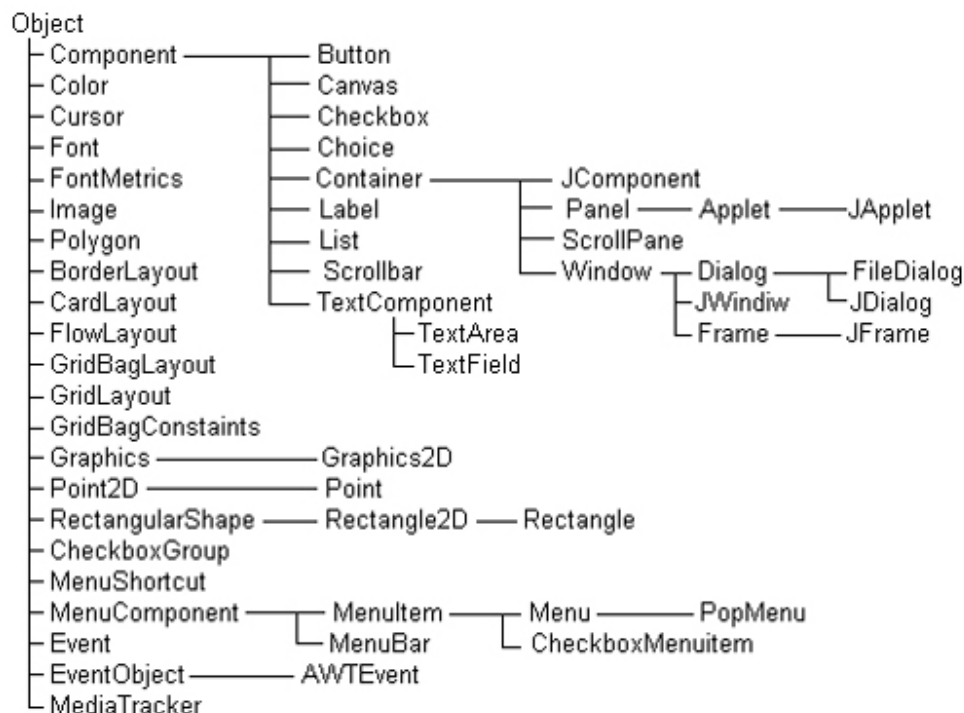 Object
Component Button
Color Canvas
Cursor Checkbox
Font Choice
FontMetrics Container JComponent
Image Label Panel Applet JApplet
Polygon List ScrollPane
BorderLayout Scrollbar Window Dialog FileDialog
CardLayout TextComponent JWindiw JDialog
FlowLayout TextArea Frame JFrame
GridBagLayout TextField
GridLayout
GridBagConstaints
Graphics Graphics2D
Point2D Point
RectangularShape Rectangle2D Rectangle
CheckboxGroup
MenuShortcut
MenuComponent MenuItem Menu PopMenu
Event MenuBar CheckboxMenuitem
EventObject AWTEvent
MediaTracker